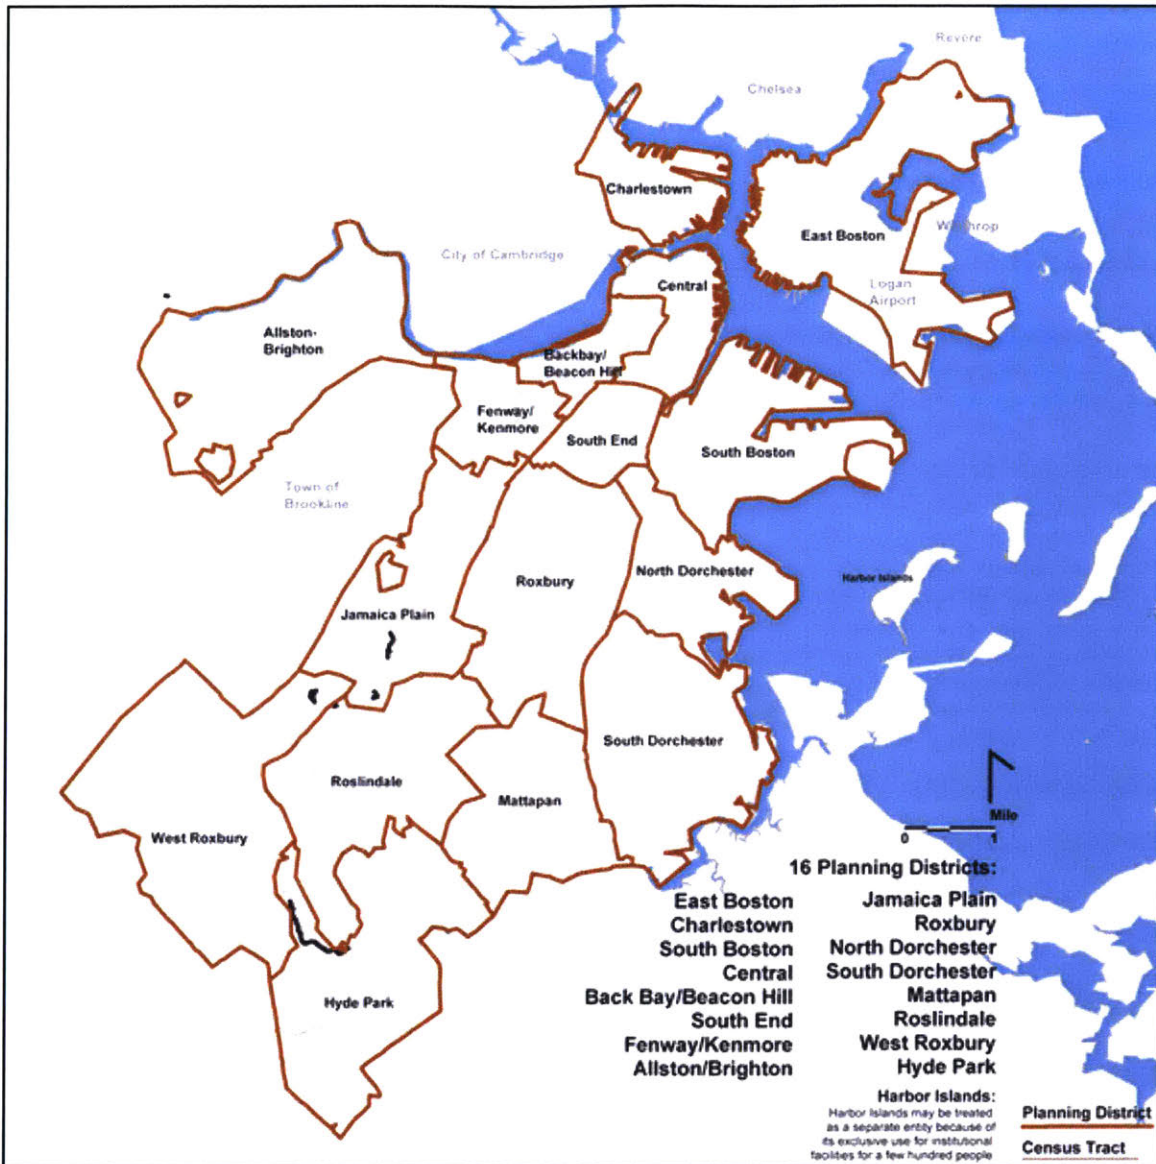 Revere
Chelsea
Charlestown
East Boston
Winthrop
City of Cambridge
Central
Logan
Airport
Allston-
Brighton
Backbay/
Beacon Hill
Fenway/
Kenmore
South End
South Boston
Town of
Brookline
Roxbury
North Dorchester
Harbor Islands
Jamaica Plain
South Dorchester
Roslindale
Mattapan
West Roxbury
Hyde Park
Mile
0 1
16 Planning Districts:
East Boston Jamaica Plain
Charlestown Roxbury
South Boston North Dorchester
Central South Dorchester
Back Bay/Beacon Hill Mattapan
South End Roslindale
Fenway/Kenmore West Roxbury
Allston/Brighton Hyde Park
Harbor Islands:
Harbor Islands may be treated
as a separate entity because of
its exclusive use for institutional
facilities for a few hundred people
Planning District
Census Tract